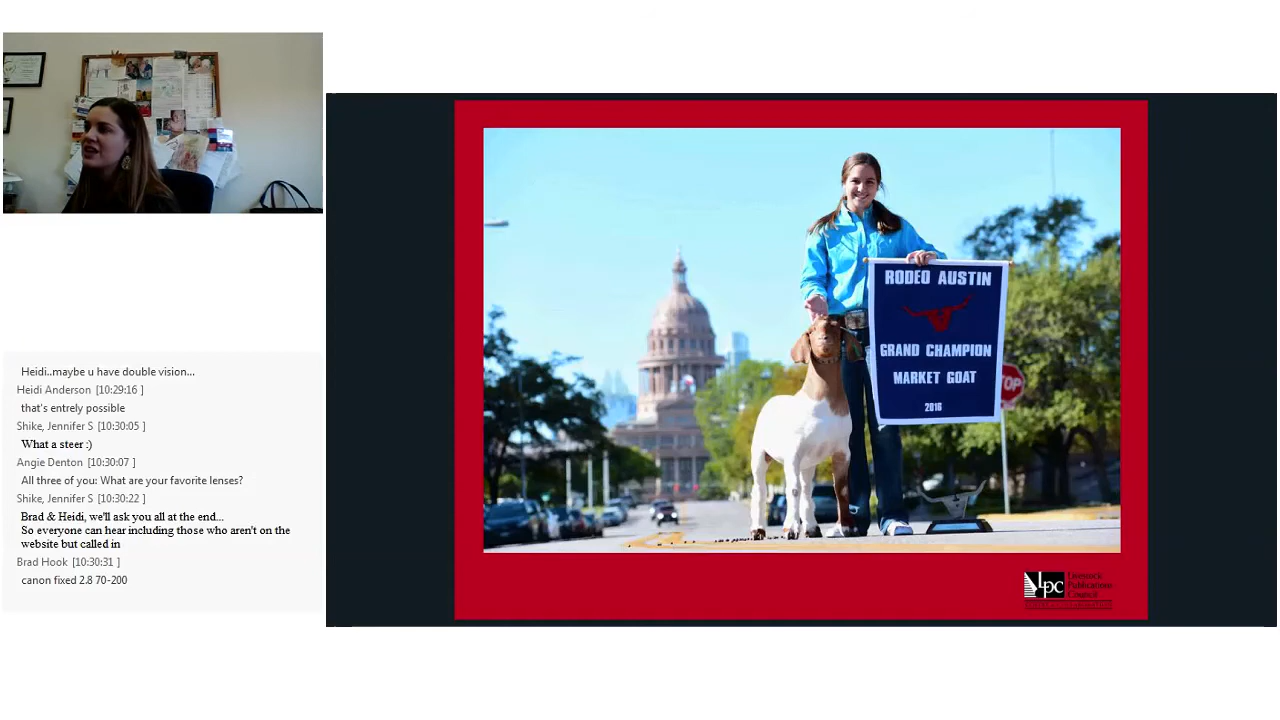 Heidi..maybe u have double vision...
Heidi Anderson [10:29:16 ]
that's entrely possible
Shike, Jennifer S [10:30:05 ]
What a steer :)
Angie Denton [10:30:07 ]
All three of you: What are your favorite lenses?
Shike, Jennifer S [10:30:22 ]
Brad & Heidi, we'll ask you all at the end...
So everyone can hear including those who aren't on the
website but called in
Brad Hook [10:30:31 ]
canon fixed 2.8 70-200
RODEO AUSTIN
GRAND CHAMPION
MARKET GOAT
2016
LPC
Livestock
Publications
Council